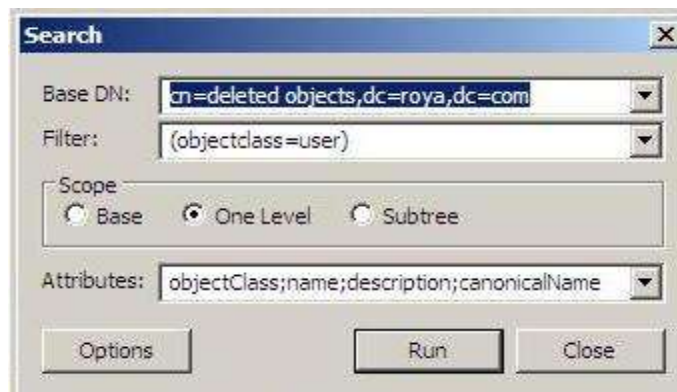 Search
Base DN: cn=deleted objects,dc=roya,dc=com
Filter: (objectclass=user)
Scope
Base One Level Subtree
Attributes: objectClass;name;description;canonicalName
Options Run Close